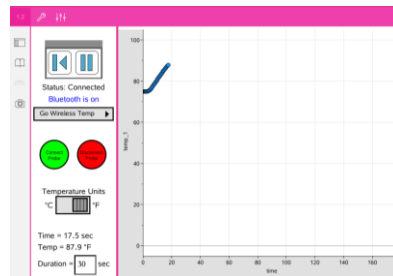 1.2
Status: Connected
Bluetooth is on
Go Wireless Temp
Connect Probe
Disconnect Probe
Temperature Units
°C °F
Time = 17.5 sec
Temp = 87.9 °F
Duration = 30 sec
temp_1
100
80
60
40
20
0
0 20 40 60 80 100 120 140 160
time